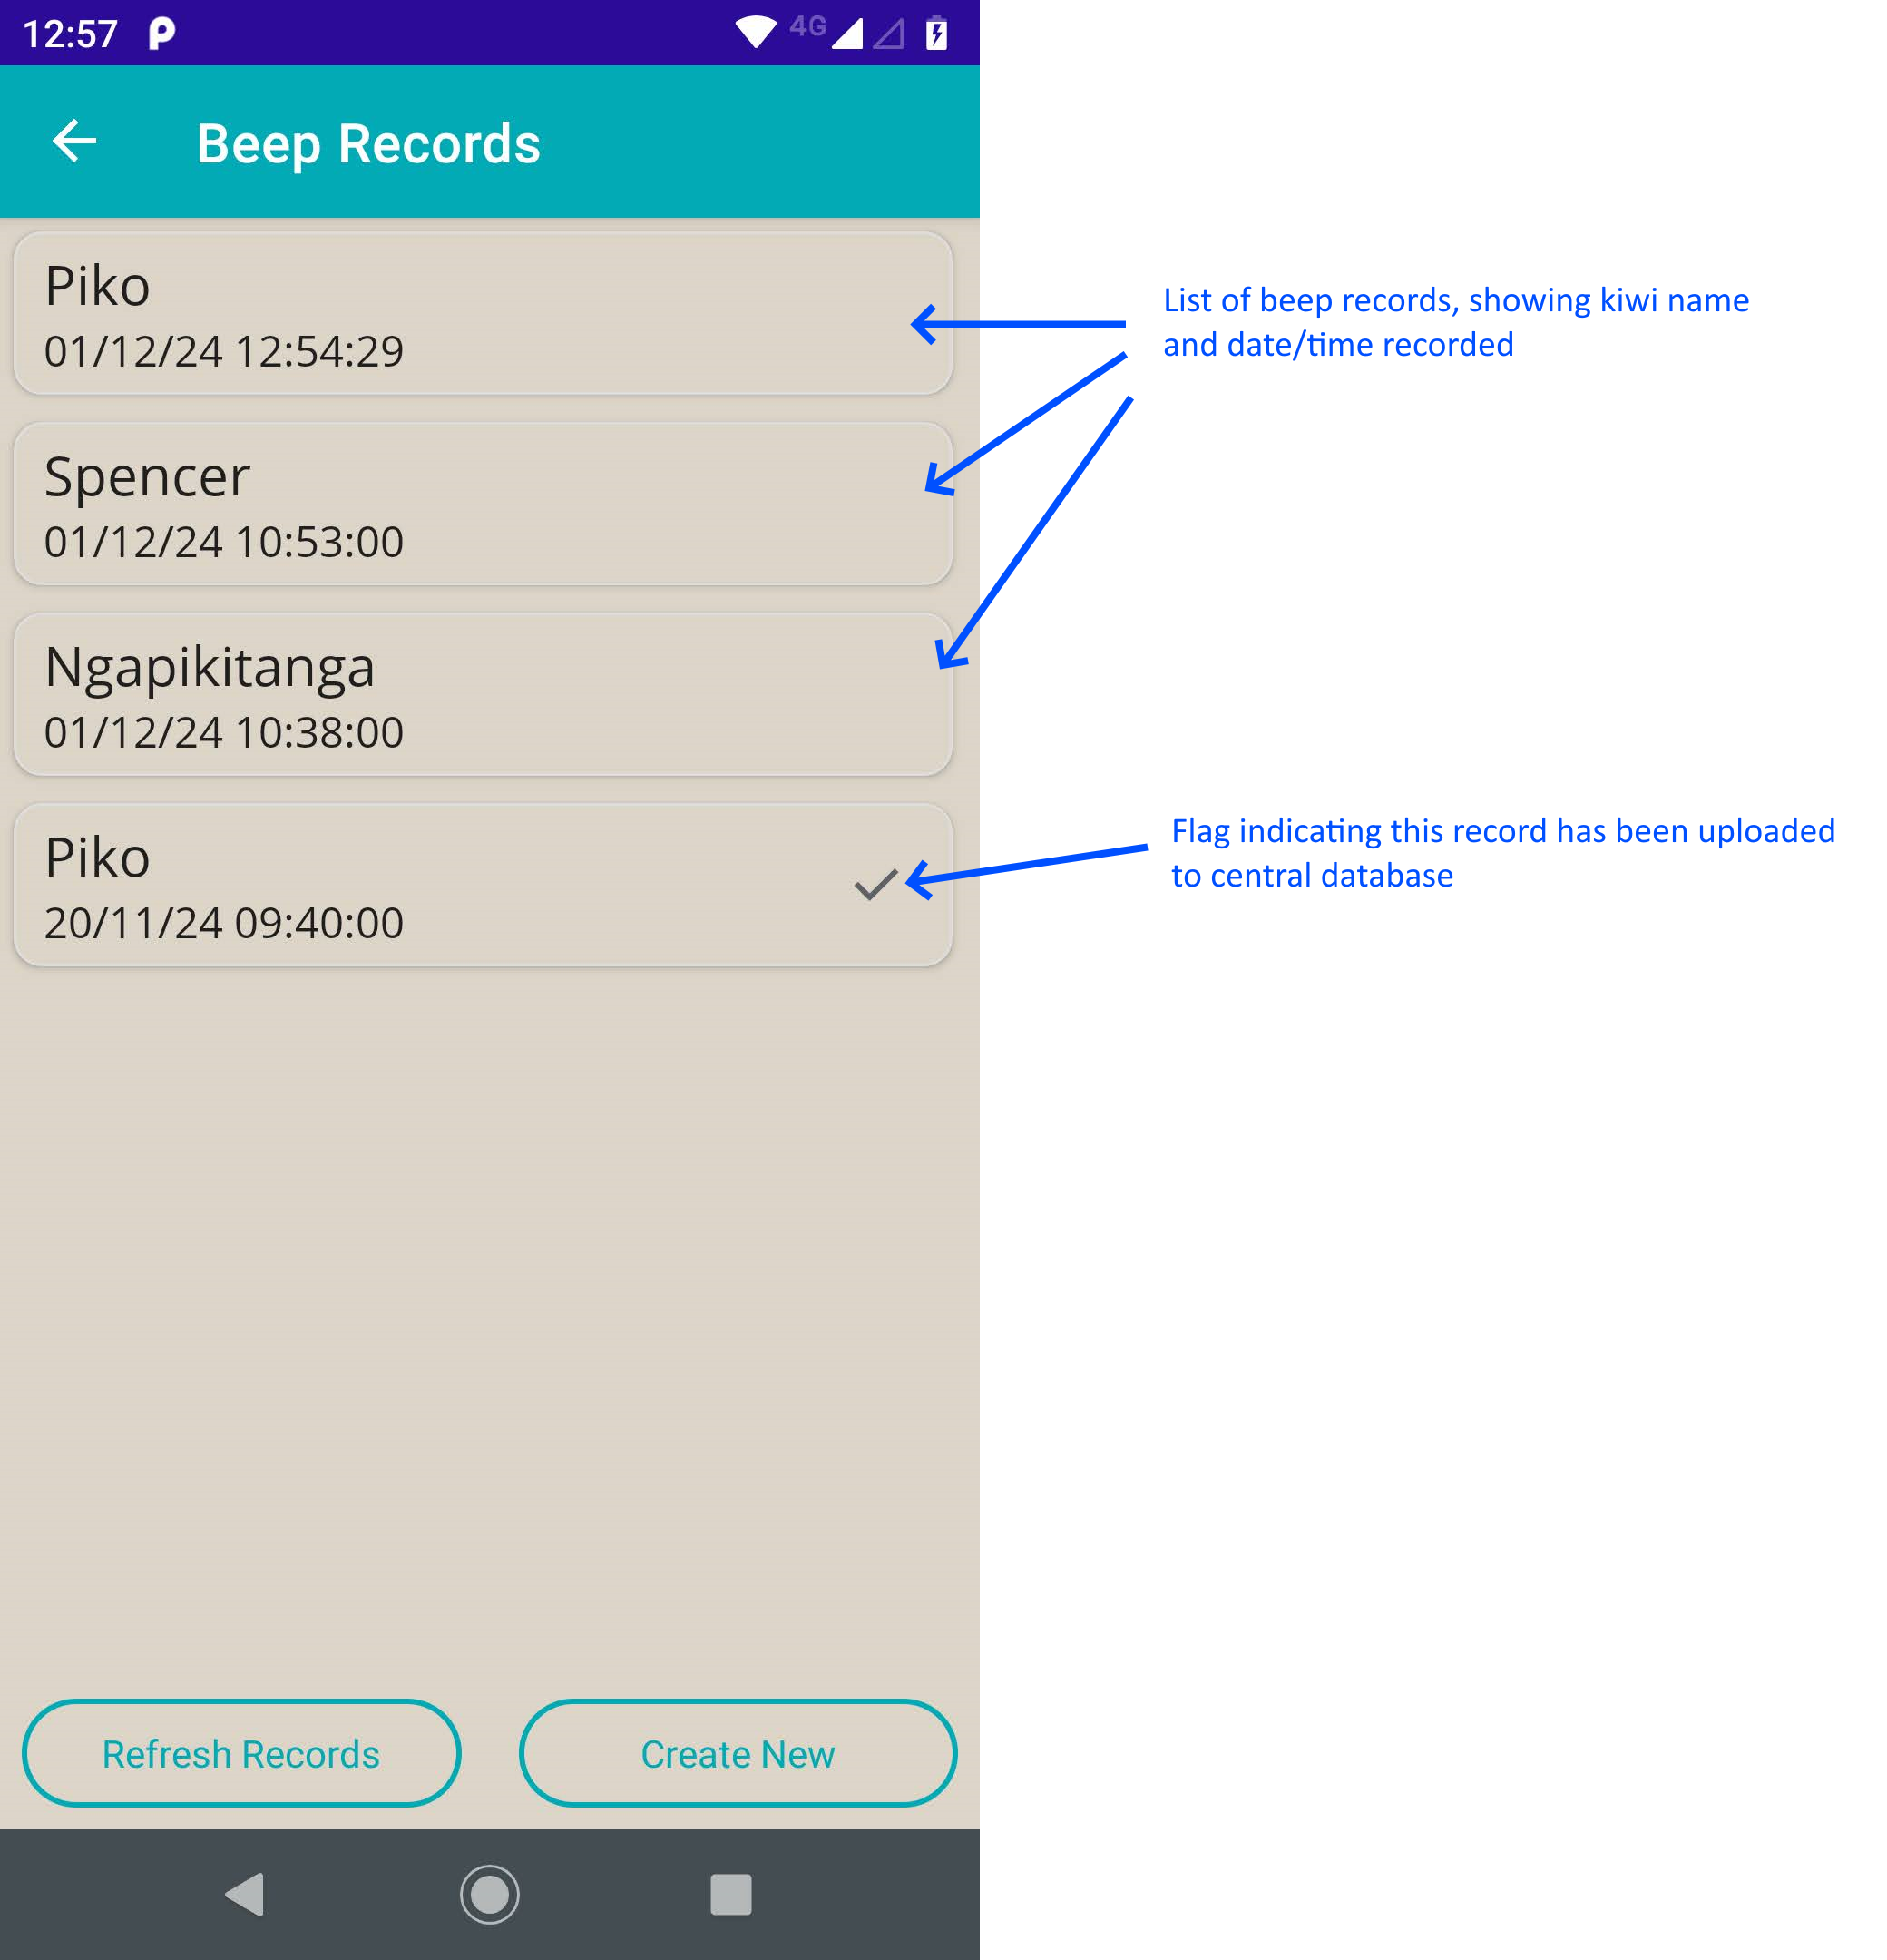 12:57
4G
Beep Records
Piko
01/12/24 12:54:29
List of beep records, showing kiwi name
and date/time recorded
Spencer
01/12/24 10:53:00
Ngapikitanga
01/12/24 10:38:00
Piko
20/11/24 09:40:00
Flag indicating this record has been uploaded
to central database
Refresh Records
Create New